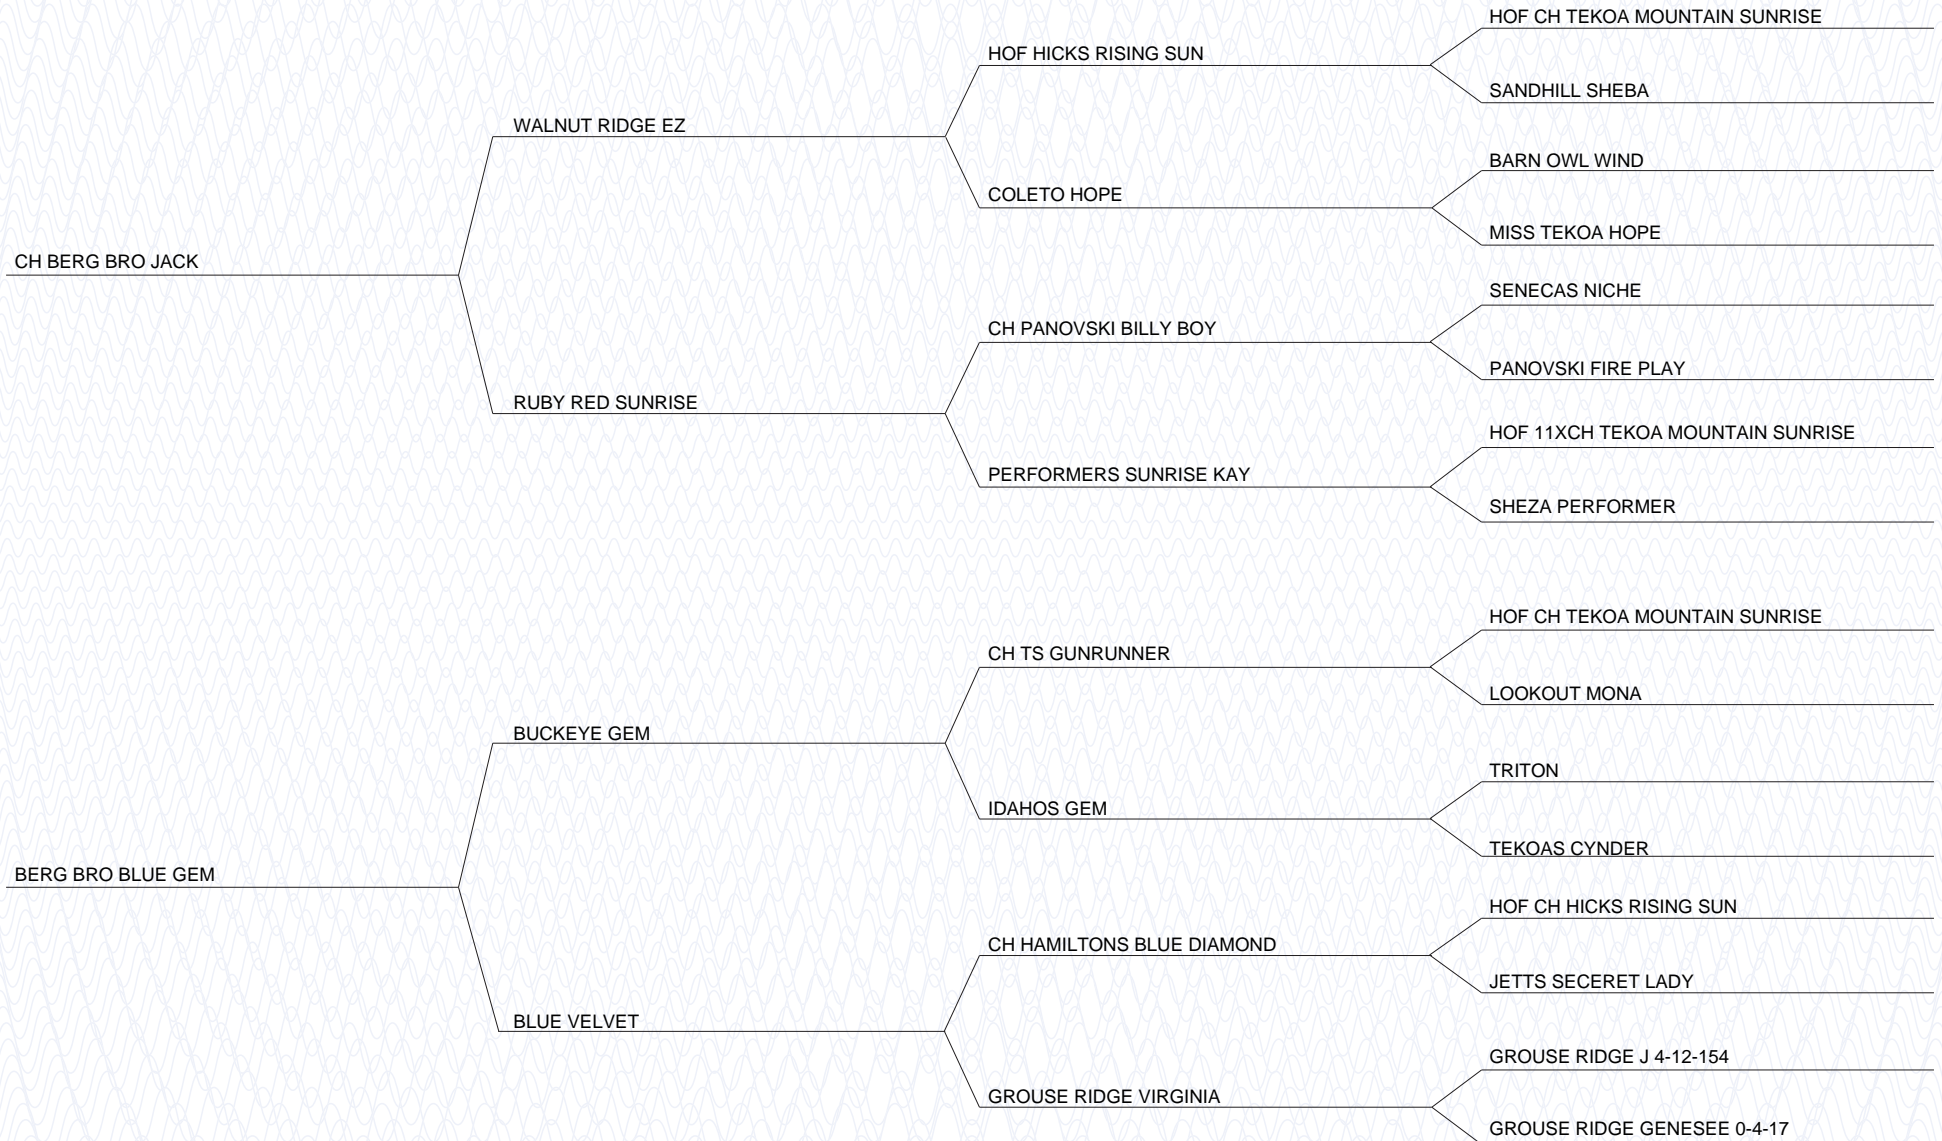 HOF CH TEKOA MOUNTAIN SUNRISE
HOF HICKS RISING SUN
SANDHILL SHEBA
WALNUT RIDGE EZ
BARN OWL WIND
COLETO HOPE
MISS TEKOA HOPE
CH BERG BRO JACK
SENECAS NICHE
CH PANOVSKI BILLY BOY
PANOVSKI FIRE PLAY
RUBY RED SUNRISE
HOF 11XCH TEKOA MOUNTAIN SUNRISE
PERFORMERS SUNRISE KAY
SHEZA PERFORMER
HOF CH TEKOA MOUNTAIN SUNRISE
CH TS GUNRUNNER
LOOKOUT MONA
BUCKEYE GEM
TRITON
IDAHOS GEM
TEKOAS CYNDER
BERG BRO BLUE GEM
HOF CH HICKS RISING SUN
CH HAMILTONS BLUE DIAMOND
JETTS SECERET LADY
BLUE VELVET
GROUSE RIDGE J 4-12-154
GROUSE RIDGE VIRGINIA
GROUSE RIDGE GENESEE 0-4-17